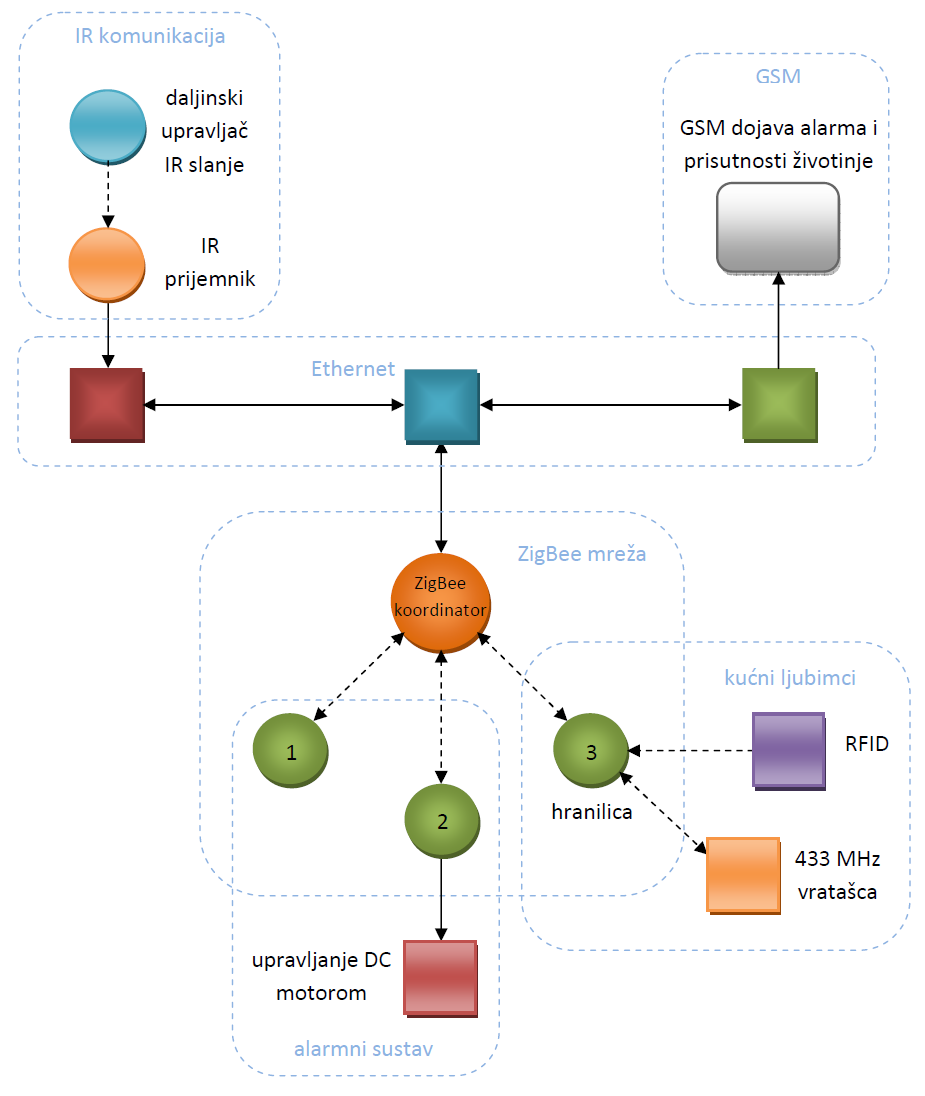 IR komunikacija
daljinski
upravljač
IR slanje
IR
prijemnik
GSM
GSM dojava alarma i
prisutnosti životinje
Ethernet
ZigBee mreža
ZigBee
koordinator
1
2
3
hranilica
kućni ljubimci
RFID
433 MHz
vratašca
upravljanje DC
motorom
alarmni sustav